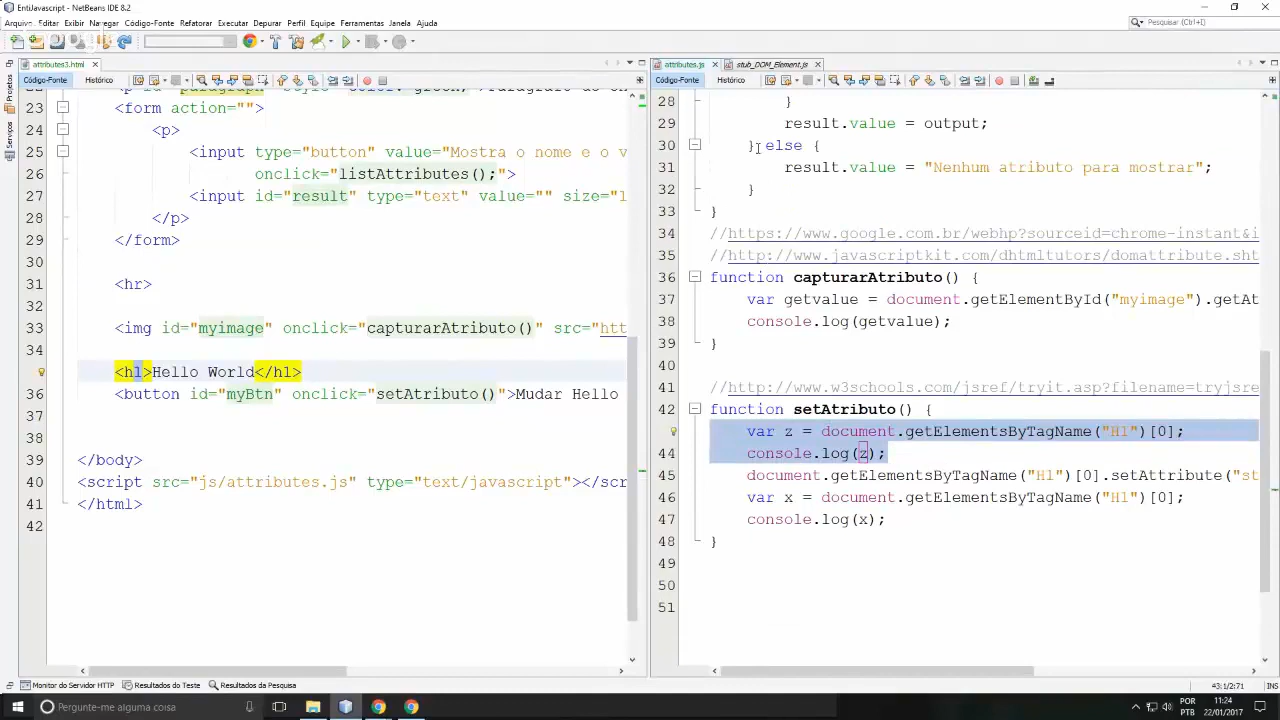 EntiJavascript - NetBeans IDE 8.2
Arquivo Editar Exibir Navegar Código-Fonte Refatorar Executar Depurar Perfil Equipe Ferramentas Janela Ajuda
Pesquisar (Ctrl+I)
attributes3.html
Código-Fonte Histórico
23 <form action="">
24 <p>
25 <input type="button" value="Mostra o nome e o v
26 onclick="listAttributes();">
27 <input id="result" type="text" value="" size="1
28 </p>
29 </form>
30
31 <hr>
32
33 <img id="myimage" onclick="capturarAtributo()" src="htt
34
<h1>Hello World</h1>
36 <button id="myBtn" onclick="setAtributo()">Mudar Hello
37
38
39 </body>
40 <script src="js/attributes.js" type="text/javascript"></scr
41 </html>
42
attributes.js stub_DOM_Element.js
Código-Fonte Histórico
28 }
29 result.value = output;
30 } else {
31 result.value = "Nenhum atributo para mostrar";
32 }
33 }
34 //https://www.google.com.br/webhp?sourceid=chrome-instant&i
35 //http://www.javascriptkit.com/dhtmltutors/domattribute.sht
36 function capturarAtributo() {
37 var getvalue = document.getElementById("myimage").getAt
38 console.log(getvalue);
39 }
40
41 //http://www.w3schools.com/jsref/tryit.asp?filename=tryjsre
42 function setAtributo() {
var z = document.getElementsByTagName("H1")[0];
44 console.log(z);
45 document.getElementsByTagName("H1")[0].setAttribute("st
46 var x = document.getElementsByTagName("H1")[0];
47 console.log(x);
48 }
49
50
51
Projetos
Serviços
Monitor do Servidor HTTP Resultados do Teste Resultados da Pesquisa
43:1/2:71 INS
Pergunte-me alguma coisa
POR
PTB
11:24
22/01/2017